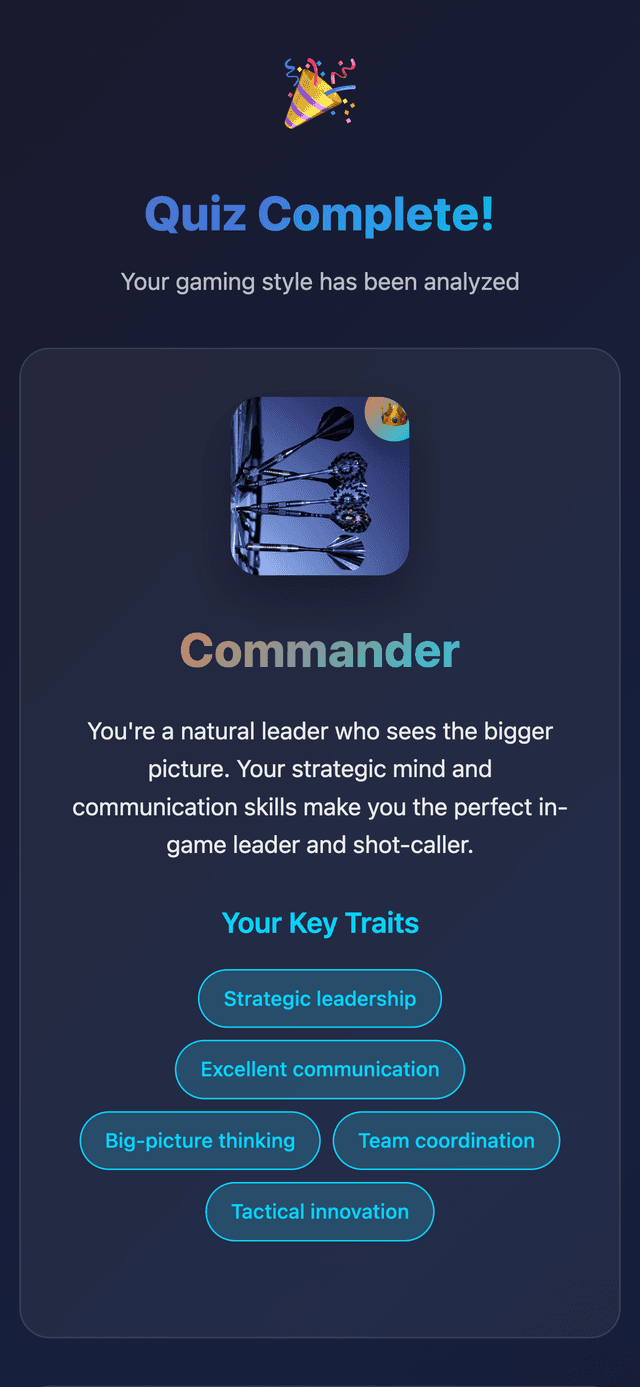 Quiz Complete!
Your gaming style has been analyzed
Commander
You're a natural leader who sees the bigger
picture. Your strategic mind and
communication skills make you the perfect in-
game leader and shot-caller.
Your Key Traits
Strategic leadership
Excellent communication
Big-picture thinking
Team coordination
Tactical innovation